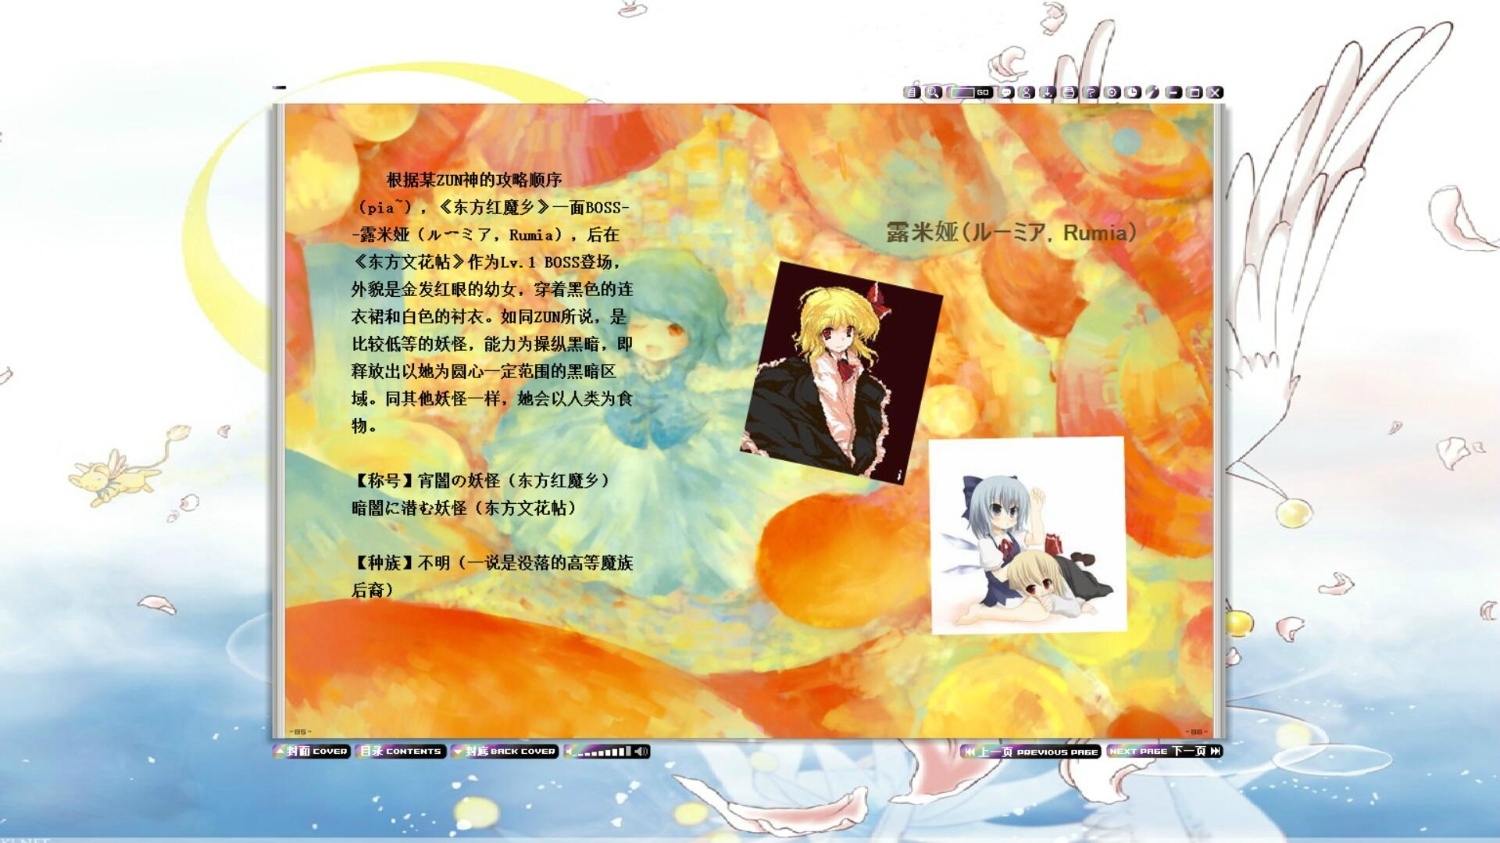 GO
根据某ZUN神的攻略顺序
（pia~），《东方红魔乡》一面BOSS-
-露米娅（ルーミア，Rumia），后在
《东方文花帖》作为Lv.1 BOSS登场，
外貌是金发红眼的幼女，穿着黑色的连
衣裙和白色的衬衣。如同ZUN所说，是
比较低等的妖怪，能力为操纵黑暗，即
释放出以她为圆心一定范围的黑暗区
域。同其他妖怪一样，她会以人类为食
物。
【称号】宵闇の妖怪（东方红魔乡）
暗闇に潜む妖怪（东方文花帖）
【种族】不明（一说是没落的高等魔族
后裔）
露米娅(ルーミア, Rumia)
-85-
-86-
封面 COVER
目录 CONTENTS
封底 BACK COVER
上一页 PREVIOUS PAGE
NEXT PAGE 下一页